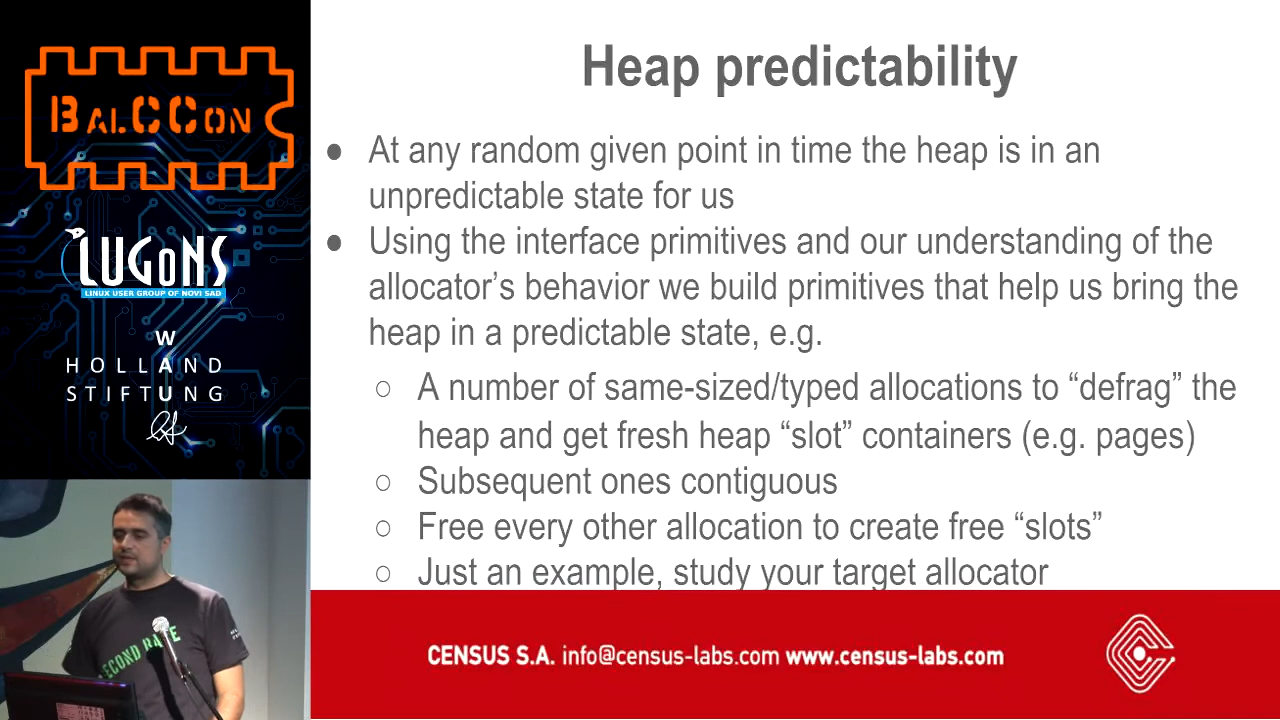 BALCCON
LUGONS
LINUX USER GROUP OF NOVI SAD
W
HOLLAND
STIFTUNG
Heap predictability
● At any random given point in time the heap is in an
unpredictable state for us
● Using the interface primitives and our understanding of the
allocator’s behavior we build primitives that help us bring the
heap in a predictable state, e.g.
○ A number of same-sized/typed allocations to “defrag” the
heap and get fresh heap “slot” containers (e.g. pages)
○ Subsequent ones contiguous
○ Free every other allocation to create free “slots”
○ Just an example, study your target allocator
CENSUS S.A. info@census-labs.com www.census-labs.com